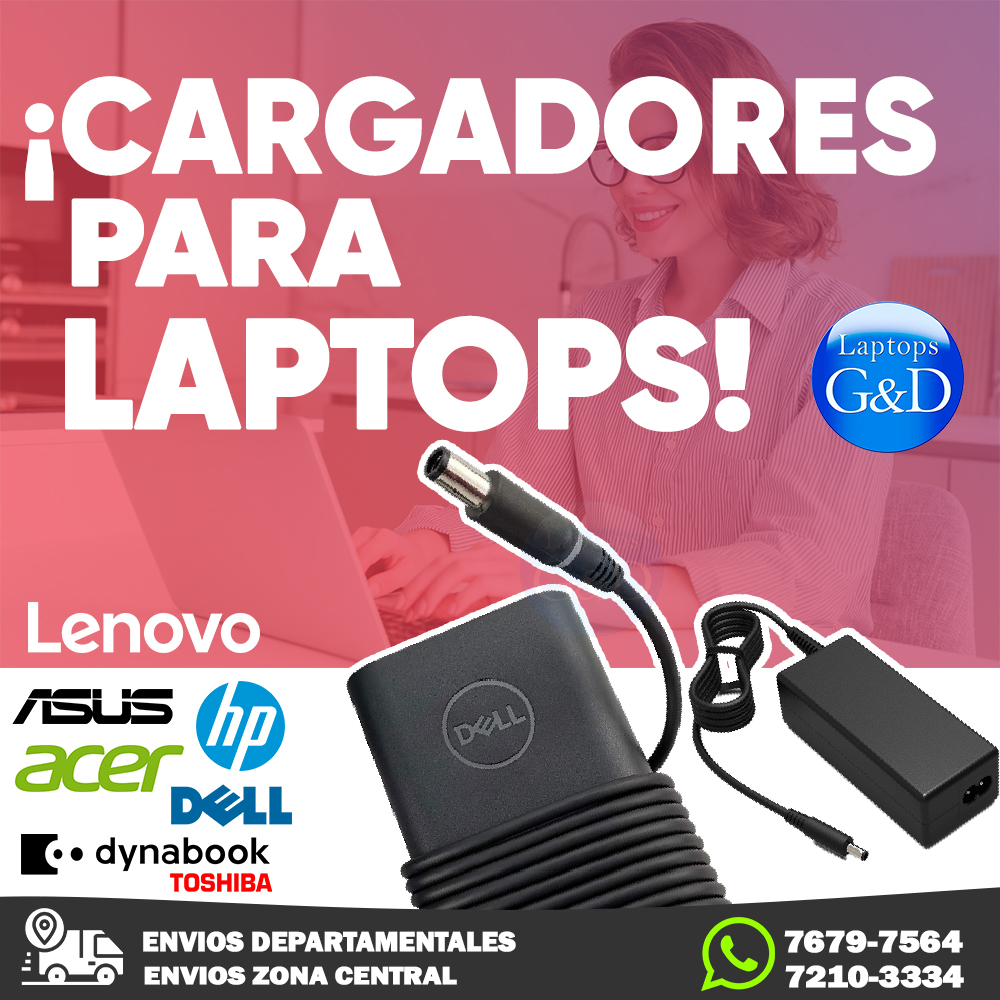 ¡CARGADORES
PARA
LAPTOPS!
Laptops
G&D
Lenovo
ASUS
hp
acer
DELL
dynabook
TOSHIBA
DELL
ENVIOS DEPARTAMENTALES
ENVIOS ZONA CENTRAL
7679-7564
7210-3334